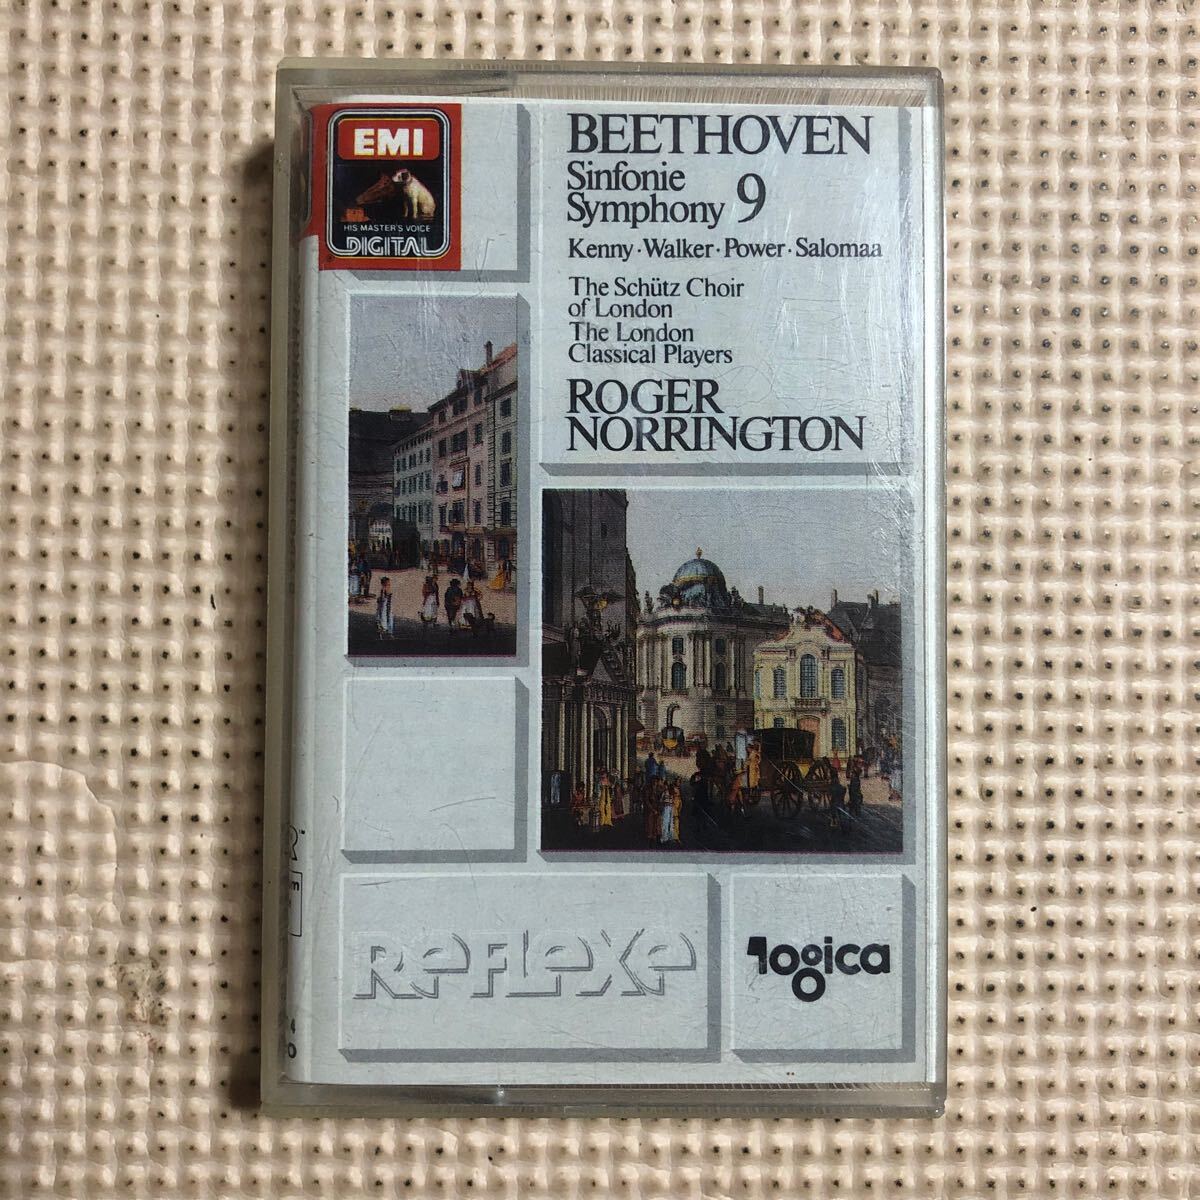 EMI
HIS MASTER'S VOICE
DIGITAL
BEETHOVEN
Sinfonie
Symphony 9
Kenny · Walker · Power · Salomaa
The Schütz Choir
of London
The London
Classical Players
ROGER
NORRINGTON
ReFLeXe
logica